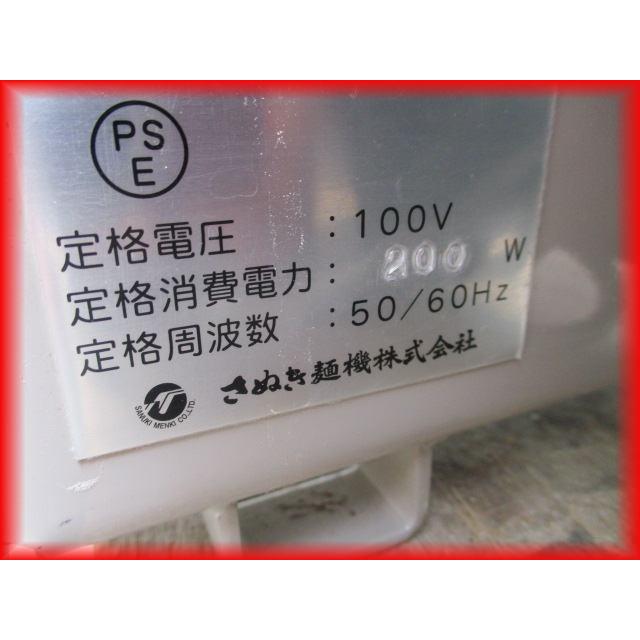 PS
E
定格電圧 : 100V
定格消費電力 : 200 W
定格周波数 : 50/60Hz
さぬき麺機株式会社
SANUKI MENKI CO.,LTD.